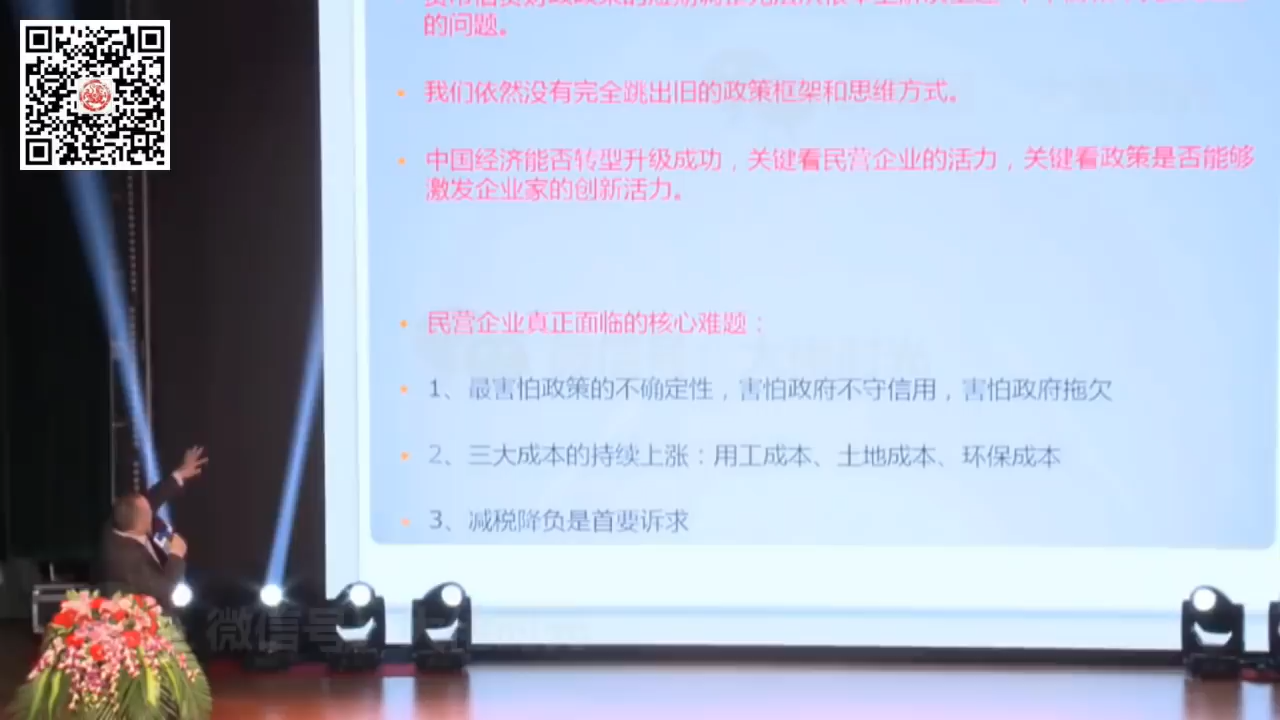 的问题。
我们依然没有完全跳出旧的政策框架和思维方式。
中国经济能否转型升级成功，关键看民营企业的活力，关键看政策是否能够
激发企业家的创新活力。
民营企业真正面临的核心难题：
1、最害怕政策的不确定性，害怕政府不守信用，害怕政府拖欠
2、三大成本的持续上涨：用工成本、土地成本、环保成本
3、减税降负是首要诉求
微信号